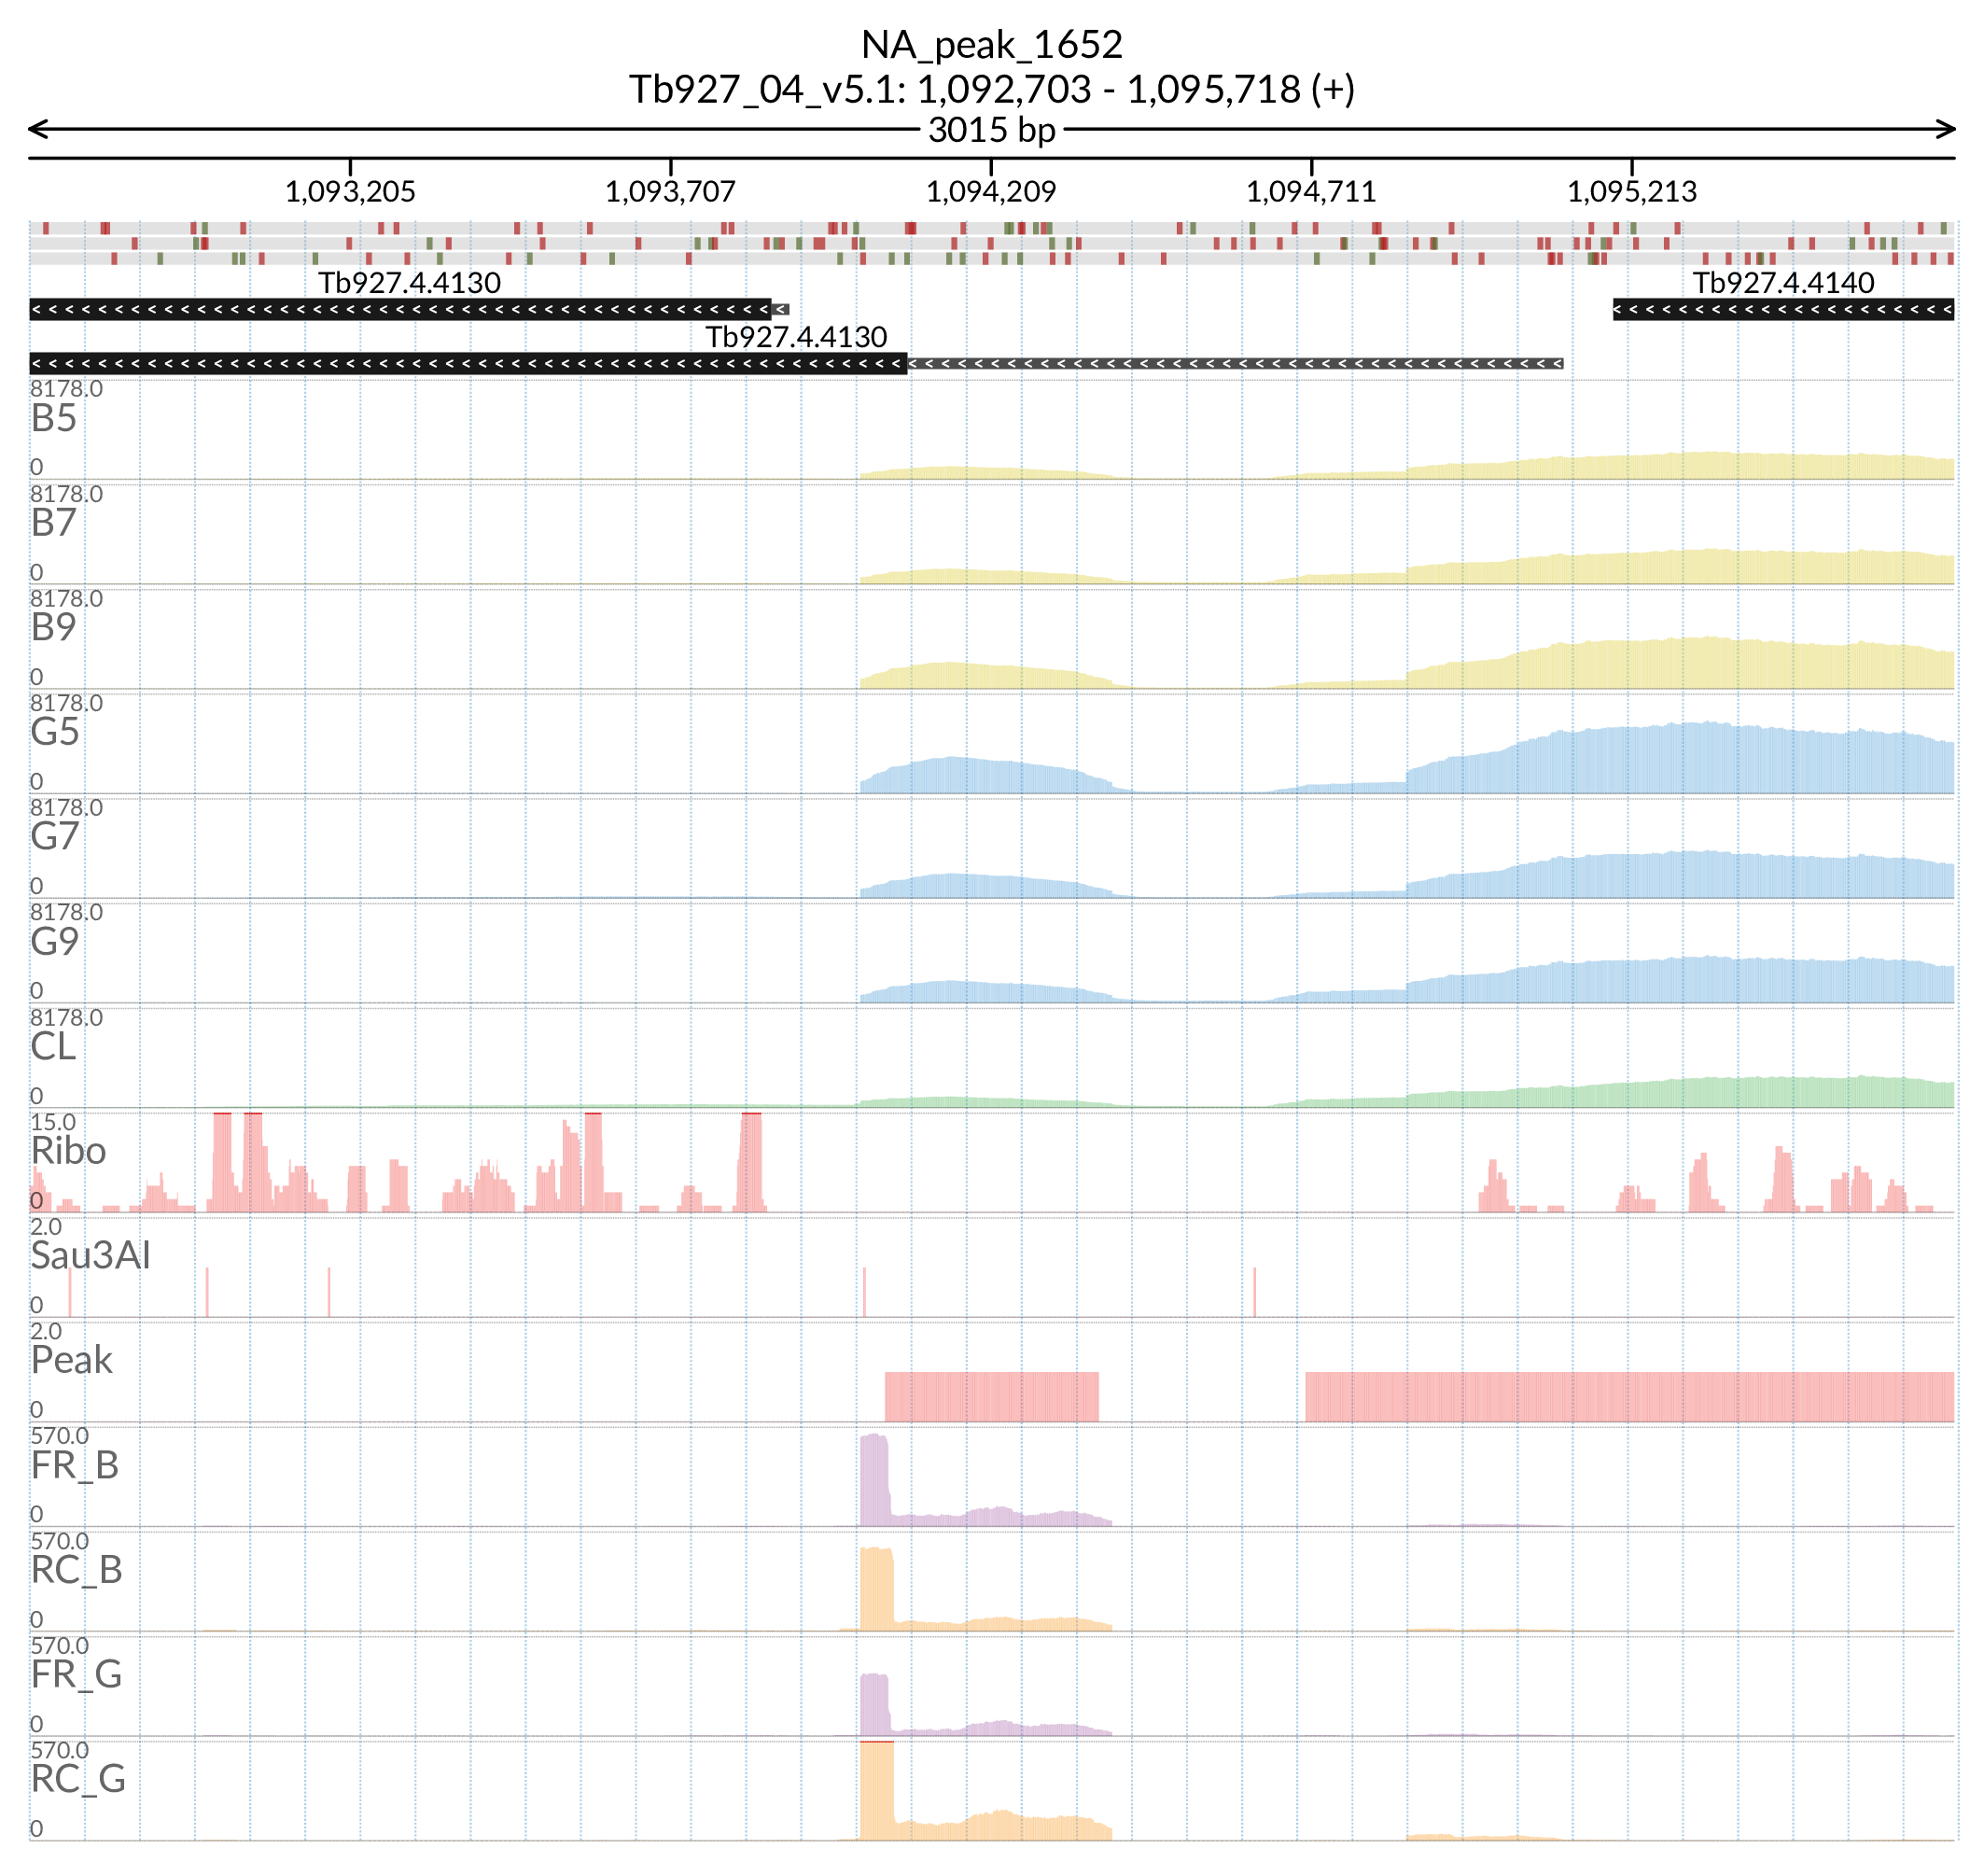 NA_peak_1652
Tb927_04_v5.1: 1,092,703 - 1,095,718 (+)
3015 bp
1,093,205 1,093,707 1,094,209 1,094,711 1,095,213
Tb927.4.4130 Tb927.4.4140
Tb927.4.4130
8178.0
B5
0
8178.0
B7
0
8178.0
B9
0
8178.0
G5
0
8178.0
G7
0
8178.0
G9
0
8178.0
CL
0
15.0
Ribo
0
2.0
Sau3AI
0
2.0
Peak
0
570.0
FR_B
0
570.0
RC_B
0
570.0
FR_G
0
570.0
RC_G
0